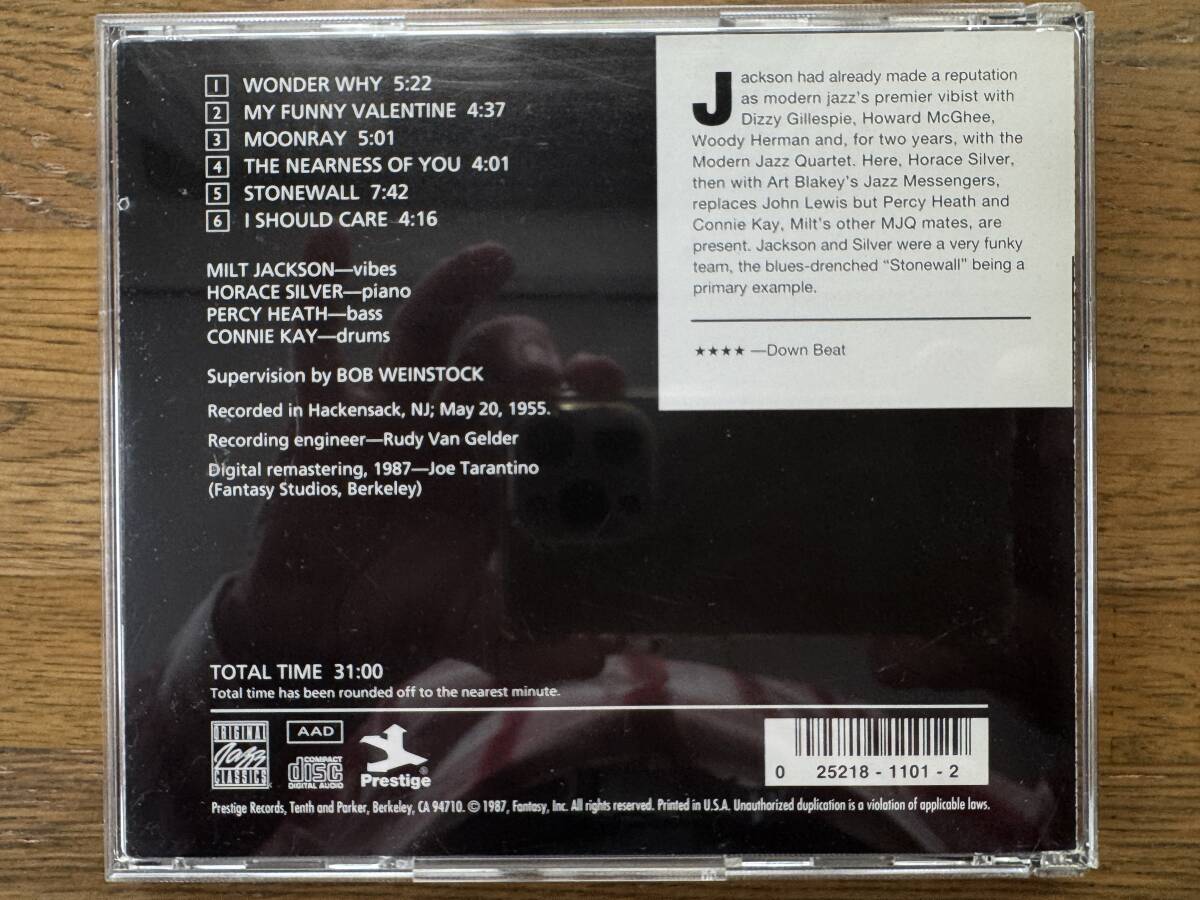 1 WONDER WHY 5:22
2 MY FUNNY VALENTINE 4:37
3 MOONRAY 5:01
4 THE NEARNESS OF YOU 4:01
5 STONEWALL 7:42
6 I SHOULD CARE 4:16
MILT JACKSON—vibes
HORACE SILVER—piano
PERCY HEATH—bass
CONNIE KAY—drums
Supervision by BOB WEINSTOCK
Recorded in Hackensack, NJ; May 20, 1955.
Recording engineer—Rudy Van Gelder
Digital remastering, 1987—Joe Tarantino
(Fantasy Studios, Berkeley)
Jackson had already made a reputation
as modern jazz's premier vibist with
Dizzy Gillespie, Howard McGhee,
Woody Herman and, for two years, with the
Modern Jazz Quartet. Here, Horace Silver,
then with Art Blakey's Jazz Messengers,
replaces John Lewis but Percy Heath and
Connie Kay, Milt's other MJQ mates, are
present. Jackson and Silver were a very funky
team, the blues-drenched “Stonewall” being a
primary example.
★★★★ —Down Beat
TOTAL TIME 31:00
Total time has been rounded off to the nearest minute.
ORIGINAL
Jazz
CLASSICS
AAD
COMPACT
disc
DIGITAL AUDIO
Prestige®
0 25218 - 1101 - 2
Prestige Records, Tenth and Parker, Berkeley, CA 94710. © 1987, Fantasy, Inc. All rights reserved. Printed in U.S.A. Unauthorized duplication is a violation of applicable laws.